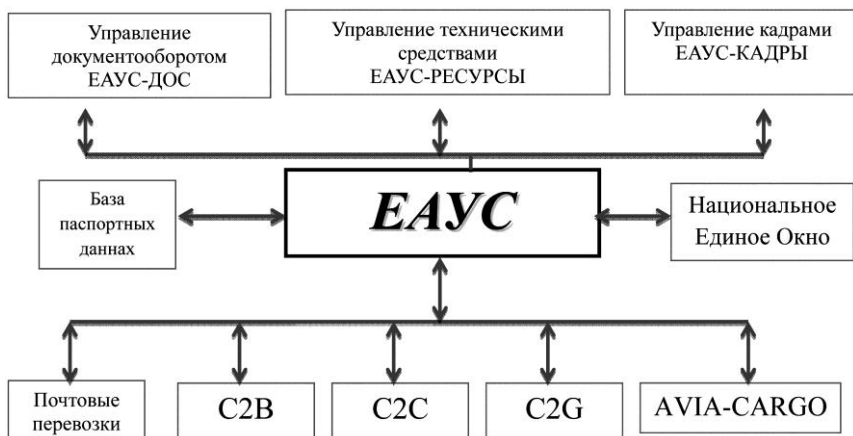 Управление
документооборотом
ЕАУС-ДОС
Управление техническими
средствами
ЕАУС-РЕСУРСЫ
Управление кадрами
ЕАУС-КАДРЫ
База
паспортных
даннах
ЕАУС
Национальное
Единое Окно
Почтовые
перевозки
C2B
C2C
C2G
AVIA-CARGO